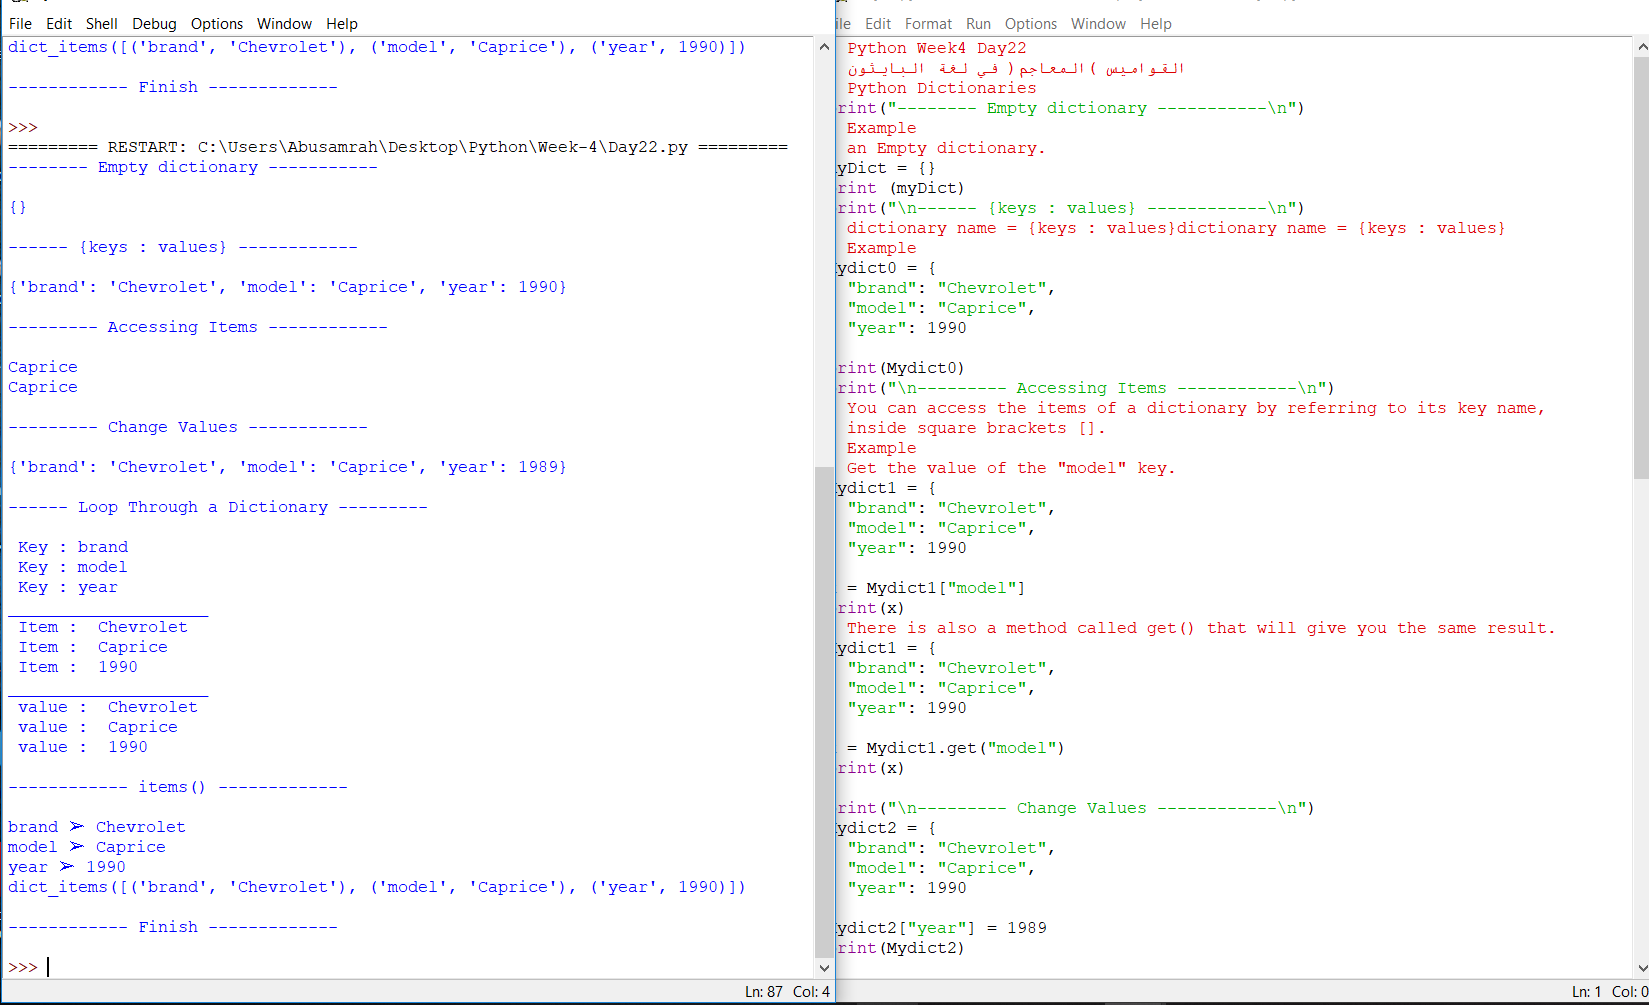 File Edit Shell Debug Options Window Help
dict_items([('brand', 'Chevrolet'), ('model', 'Caprice'), ('year', 1990)])
------------ Finish -------------
>>>
========= RESTART: C:\Users\Abusamrah\Desktop\Python\Week-4\Day22.py =========
-------- Empty dictionary -----------
{}
------ {keys : values} ------------
{'brand': 'Chevrolet', 'model': 'Caprice', 'year': 1990}
--------- Accessing Items ------------
Caprice
Caprice
--------- Change Values ------------
{'brand': 'Chevrolet', 'model': 'Caprice', 'year': 1989}
------ Loop Through a Dictionary ---------
Key : brand
Key : model
Key : year
____________________
Item :  Chevrolet
Item :  Caprice
Item :  1990
____________________
value :  Chevrolet
value :  Caprice
value :  1990
------------ items() -------------
brand ➢ Chevrolet
model ➢ Caprice
year ➢ 1990
dict_items([('brand', 'Chevrolet'), ('model', 'Caprice'), ('year', 1990)])
------------ Finish -------------
>>>
Ln: 87 Col: 4
ile Edit Format Run Options Window Help
Python Week4 Day22
القواميس )المعاجم( في لغة البايثون
Python Dictionaries
rint("-------- Empty dictionary -----------\n")
Example
an Empty dictionary.
yDict = {}
rint (myDict)
rint("\n------ {keys : values} ------------\n")
dictionary name = {keys : values}dictionary name = {keys : values}
Example
ydict0 = {
"brand": "Chevrolet",
"model": "Caprice",
"year": 1990
rint(Mydict0)
rint("\n--------- Accessing Items ------------\n")
You can access the items of a dictionary by referring to its key name,
inside square brackets [].
Example
Get the value of the "model" key.
ydict1 = {
"brand": "Chevrolet",
"model": "Caprice",
"year": 1990
= Mydict1["model"]
rint(x)
There is also a method called get() that will give you the same result.
ydict1 = {
"brand": "Chevrolet",
"model": "Caprice",
"year": 1990
= Mydict1.get("model")
rint(x)
rint("\n--------- Change Values ------------\n")
ydict2 = {
"brand": "Chevrolet",
"model": "Caprice",
"year": 1990
ydict2["year"] = 1989
rint(Mydict2)
Ln: 1 Col: 0